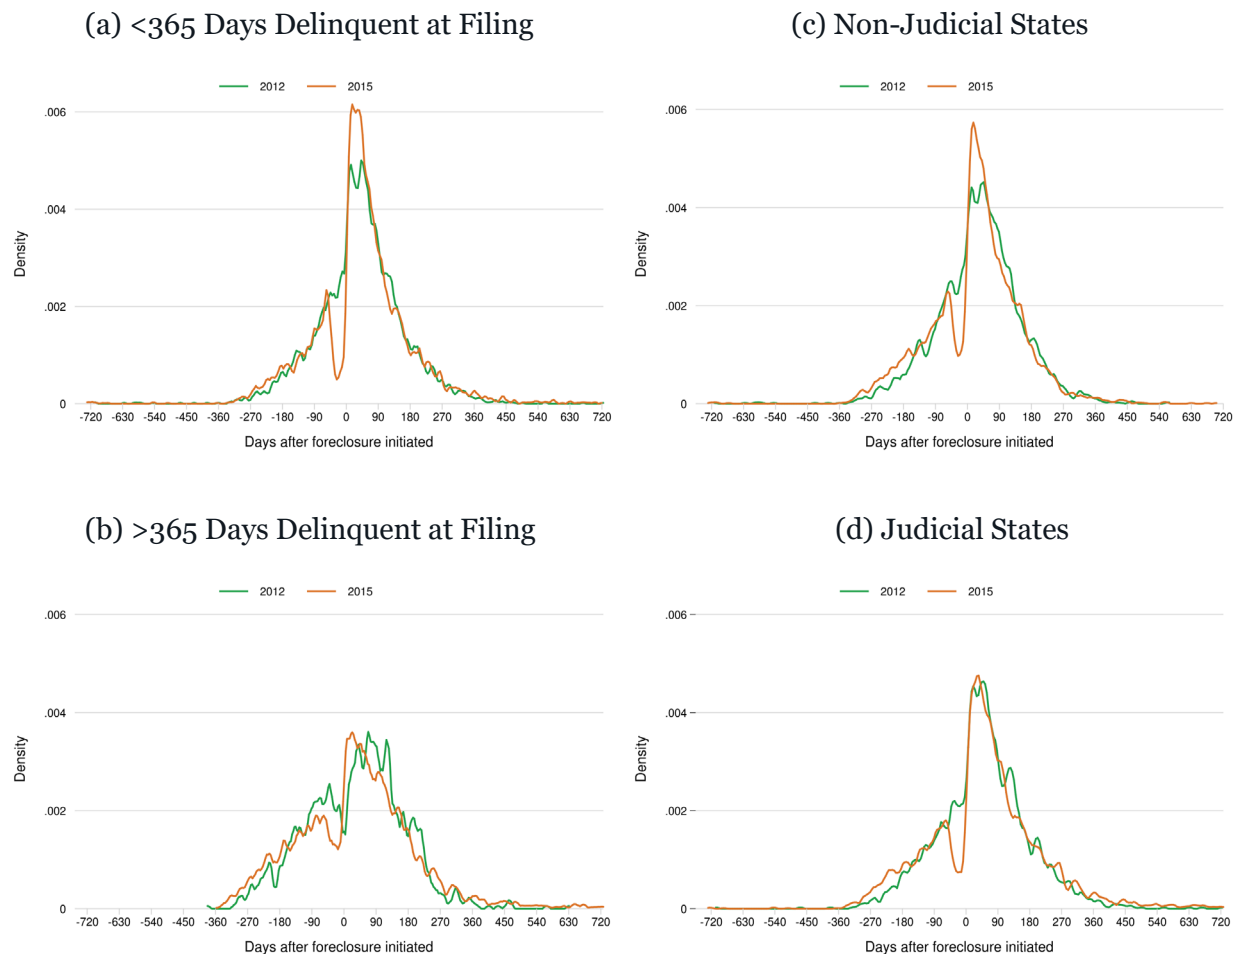 (a) <365 Days Delinquent at Filing
2012 2015
.006
.004
.002
0
Density
-720 -630 -540 -450 -360 -270 -180 -90 0 90 180 270 360 450 540 630 720
Days after foreclosure initiated
(c) Non-Judicial States
2012 2015
.006
.004
.002
0
Density
-720 -630 -540 -450 -360 -270 -180 -90 0 90 180 270 360 450 540 630 720
Days after foreclosure initiated
(b) >365 Days Delinquent at Filing
2012 2015
.006
.004
.002
0
Density
-720 -630 -540 -450 -360 -270 -180 -90 0 90 180 270 360 450 540 630 720
Days after foreclosure initiated
(d) Judicial States
2012 2015
.006
.004
.002
0
Density
-720 -630 -540 -450 -360 -270 -180 -90 0 90 180 270 360 450 540 630 720
Days after foreclosure initiated